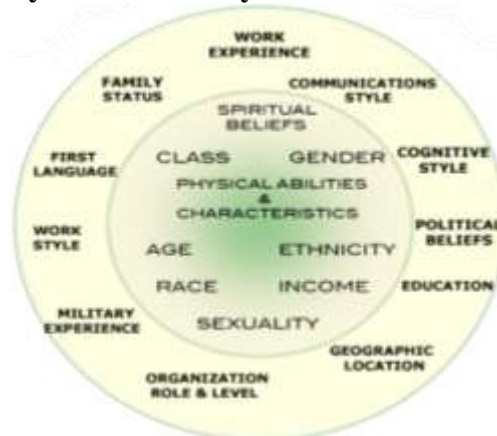 WORK
EXPERIENCE
FAMILY
STATUS
COMMUNICATIONS
STYLE
SPIRITUAL
BELIEFS
FIRST
LANGUAGE
CLASS
GENDER
COGNITIVE
STYLE
PHYSICAL ABILITIES
&
CHARACTERISTICS
WORK
STYLE
POLITICAL
BELIEFS
AGE
ETHNICITY
RACE
INCOME
EDUCATION
MILITARY
EXPERIENCE
SEXUALITY
GEOGRAPHIC
LOCATION
ORGANIZATION
ROLE & LEVEL